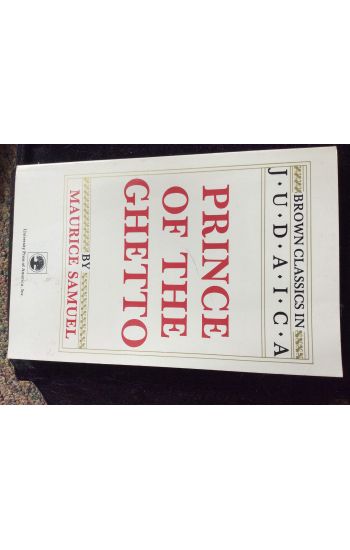 BROWN CLASSICS IN
J·U·D·A·I·C·A
PRINCE
OF THE
GHETTO
BY
MAURICE SAMUEL
University Press of America, Inc.